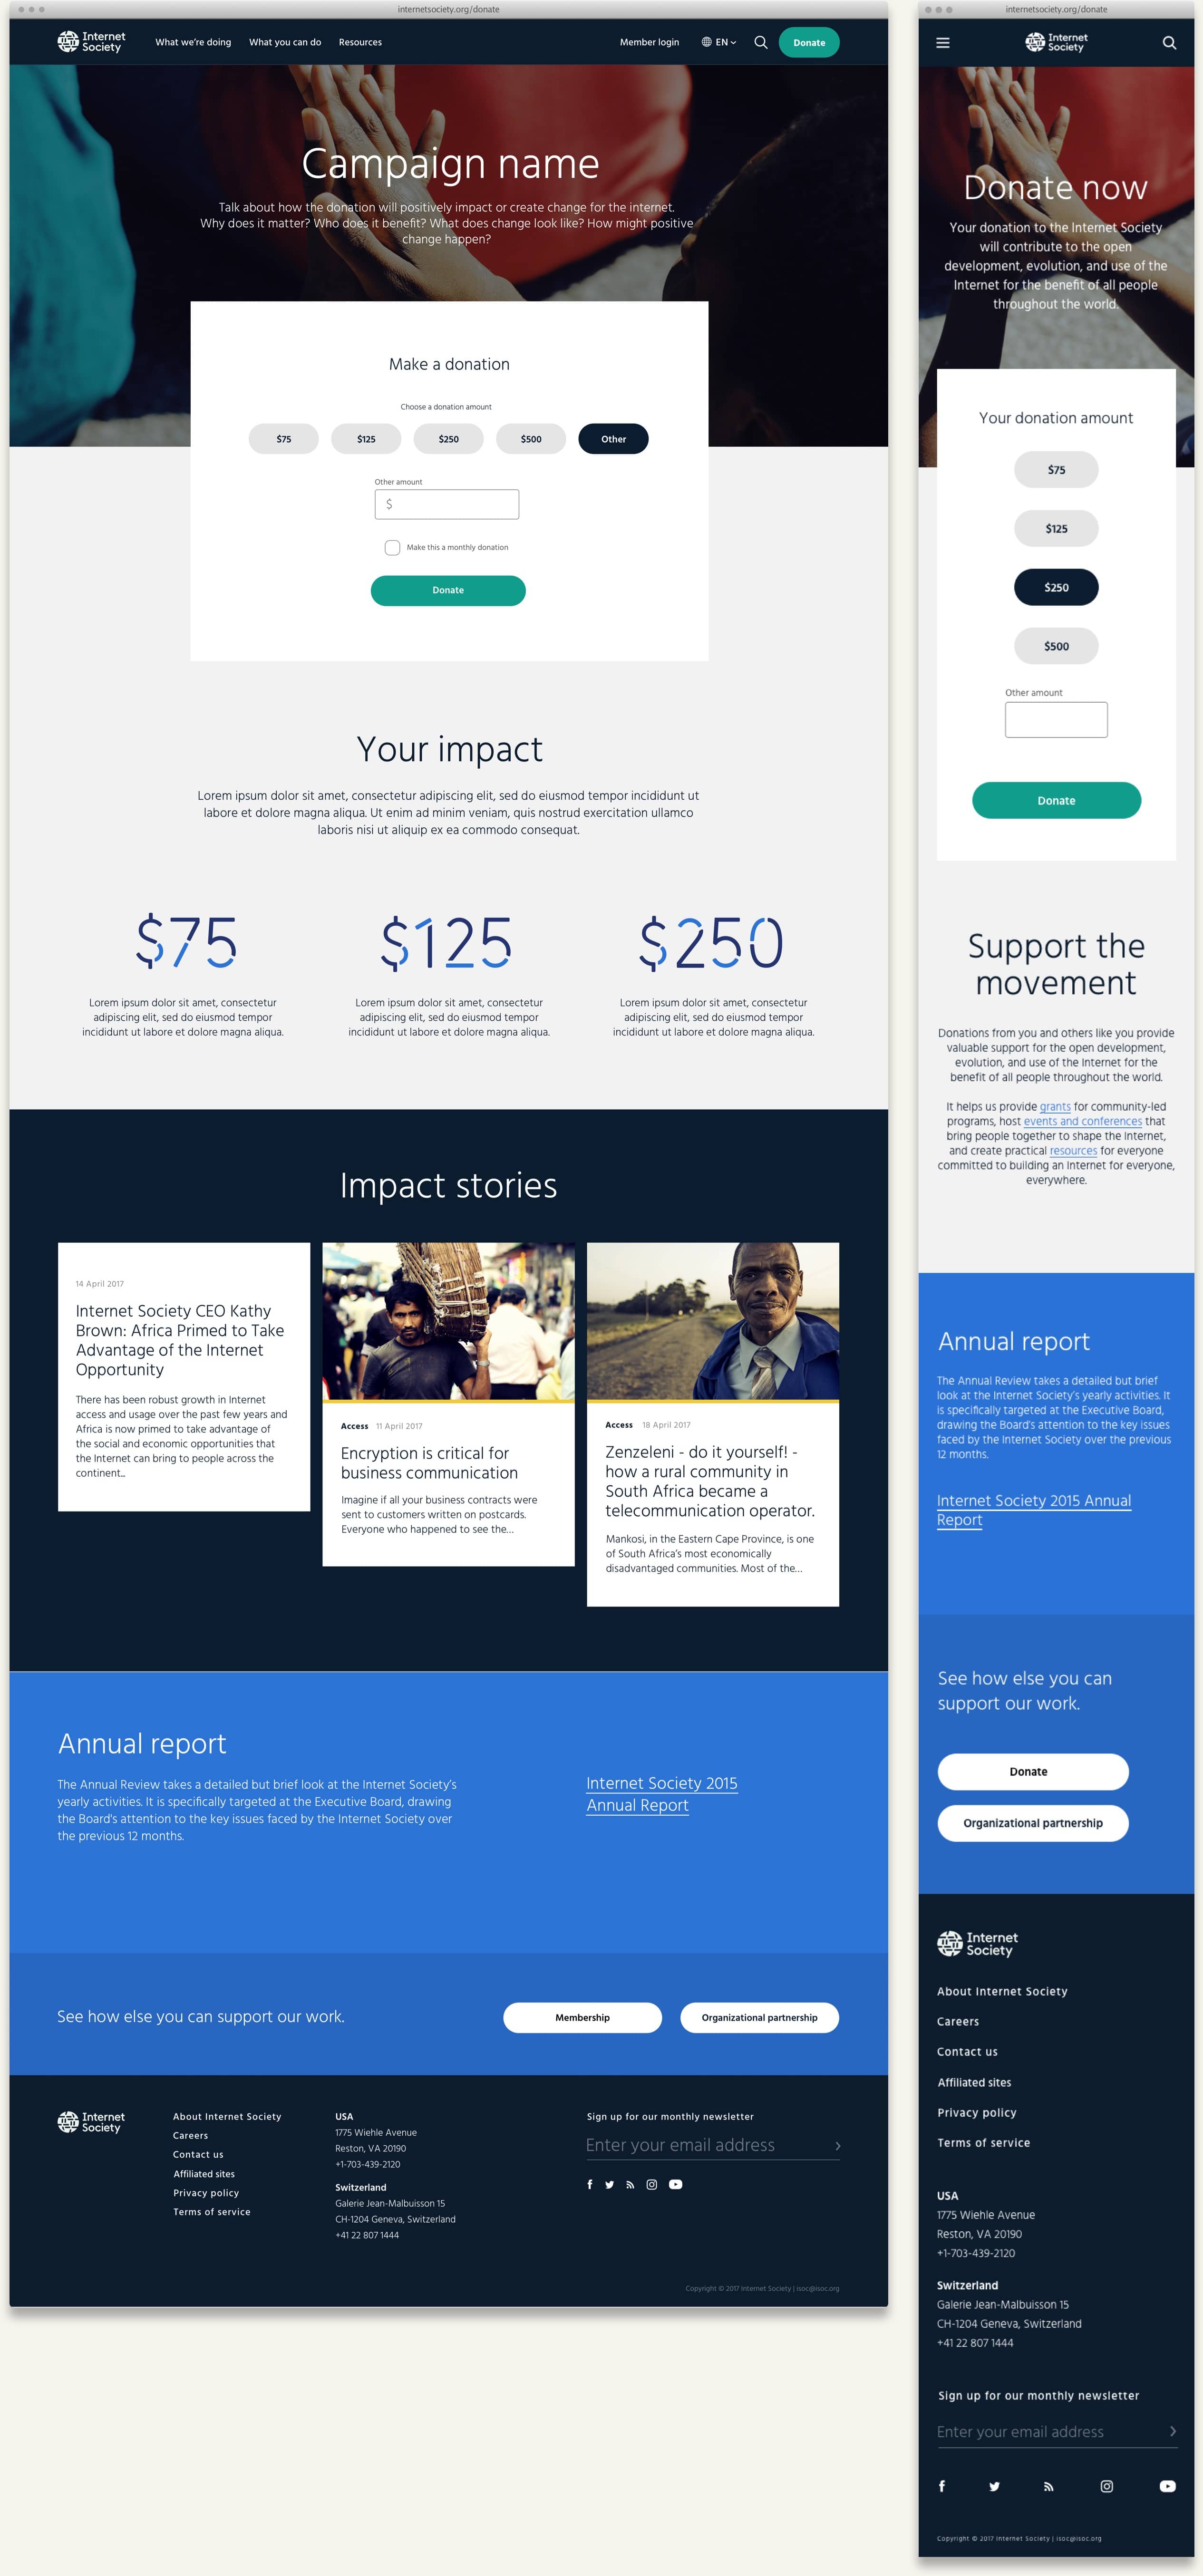 internetsociety.org/donate
Internet
Society
What we're doing
What you can do
Resources
Member login
EN
Donate
Campaign name
Talk about how the donation will positively impact or create change for the internet.
Why does it matter? Who does it benefit? What does change look like? How might positive
change happen?
Make a donation
Choose a donation amount
$75
$125
$250
$500
Other
Other amount
$
Make this a monthly donation
Donate
Your impact
Lorem ipsum dolor sit amet, consectetur adipiscing elit, sed do eiusmod tempor incididunt ut
labore et dolore magna aliqua. Ut enim ad minim veniam, quis nostrud exercitation ullamco
laboris nisi ut aliquip ex ea commodo consequat.
$75
Lorem ipsum dolor sit amet, consectetur
adipiscing elit, sed do eiusmod tempor
incididunt ut labore et dolore magna aliqua.
$125
Lorem ipsum dolor sit amet, consectetur
adipiscing elit, sed do eiusmod tempor
incididunt ut labore et dolore magna aliqua.
$250
Lorem ipsum dolor sit amet, consectetur
adipiscing elit, sed do eiusmod tempor
incididunt ut labore et dolore magna aliqua.
Impact stories
14 April 2017
Internet Society CEO Kathy
Brown: Africa Primed to Take
Advantage of the Internet
Opportunity
There has been robust growth in Internet
access and usage over the past few years and
Africa is now primed to take advantage of
the social and economic opportunities that
the Internet can bring to people across the
continent...
Access 11 April 2017
Encryption is critical for
business communication
Imagine if all your business contracts were
sent to customers written on postcards.
Everyone who happened to see the...
Access 18 April 2017
Zenzeleni - do it yourself! -
how a rural community in
South Africa became a
telecommunication operator.
Mankosi, in the Eastern Cape Province, is one
of South Africa's most economically
disadvantaged communities. Most of the...
Annual report
The Annual Review takes a detailed but brief look at the Internet Society's
yearly activities. It is specifically targeted at the Executive Board, drawing
the Board's attention to the key issues faced by the Internet Society over
the previous 12 months.
Internet Society 2015
Annual Report
See how else you can support our work.
Membership
Organizational partnership
Internet
Society
About Internet Society
Careers
Contact us
Affiliated sites
Privacy policy
Terms of service
USA
1775 Wiehle Avenue
Reston, VA 20190
+1-703-439-2120
Switzerland
Galerie Jean-Malbuisson 15
CH-1204 Geneva, Switzerland
+41 22 807 1444
Sign up for our monthly newsletter
Enter your email address
Copyright © 2017 Internet Society | isoc@isoc.org
internetsociety.org/donate
Internet
Society
Donate now
Your donation to the Internet Society
will contribute to the open
development, evolution, and use of the
Internet for the benefit of all people
throughout the world.
Your donation amount
$75
$125
$250
$500
Other amount
Donate
Support the
movement
Donations from you and others like you provide
valuable support for the open development,
evolution, and use of the Internet for the
benefit of all people throughout the world.
It helps us provide grants for community-led
programs, host events and conferences that
bring people together to shape the Internet,
and create practical resources for everyone
committed to building an Internet for everyone,
everywhere.
Annual report
The Annual Review takes a detailed but brief
look at the Internet Society's yearly activities. It
is specifically targeted at the Executive Board,
drawing the Board's attention to the key issues
faced by the Internet Society over the previous
12 months.
Internet Society 2015 Annual
Report
See how else you can
support our work.
Donate
Organizational partnership
Internet
Society
About Internet Society
Careers
Contact us
Affiliated sites
Privacy policy
Terms of service
USA
1775 Wiehle Avenue
Reston, VA 20190
+1-703-439-2120
Switzerland
Galerie Jean-Malbuisson 15
CH-1204 Geneva, Switzerland
+41 22 807 1444
Sign up for our monthly newsletter
Enter your email address
Copyright © 2017 Internet Society | isoc@isoc.org